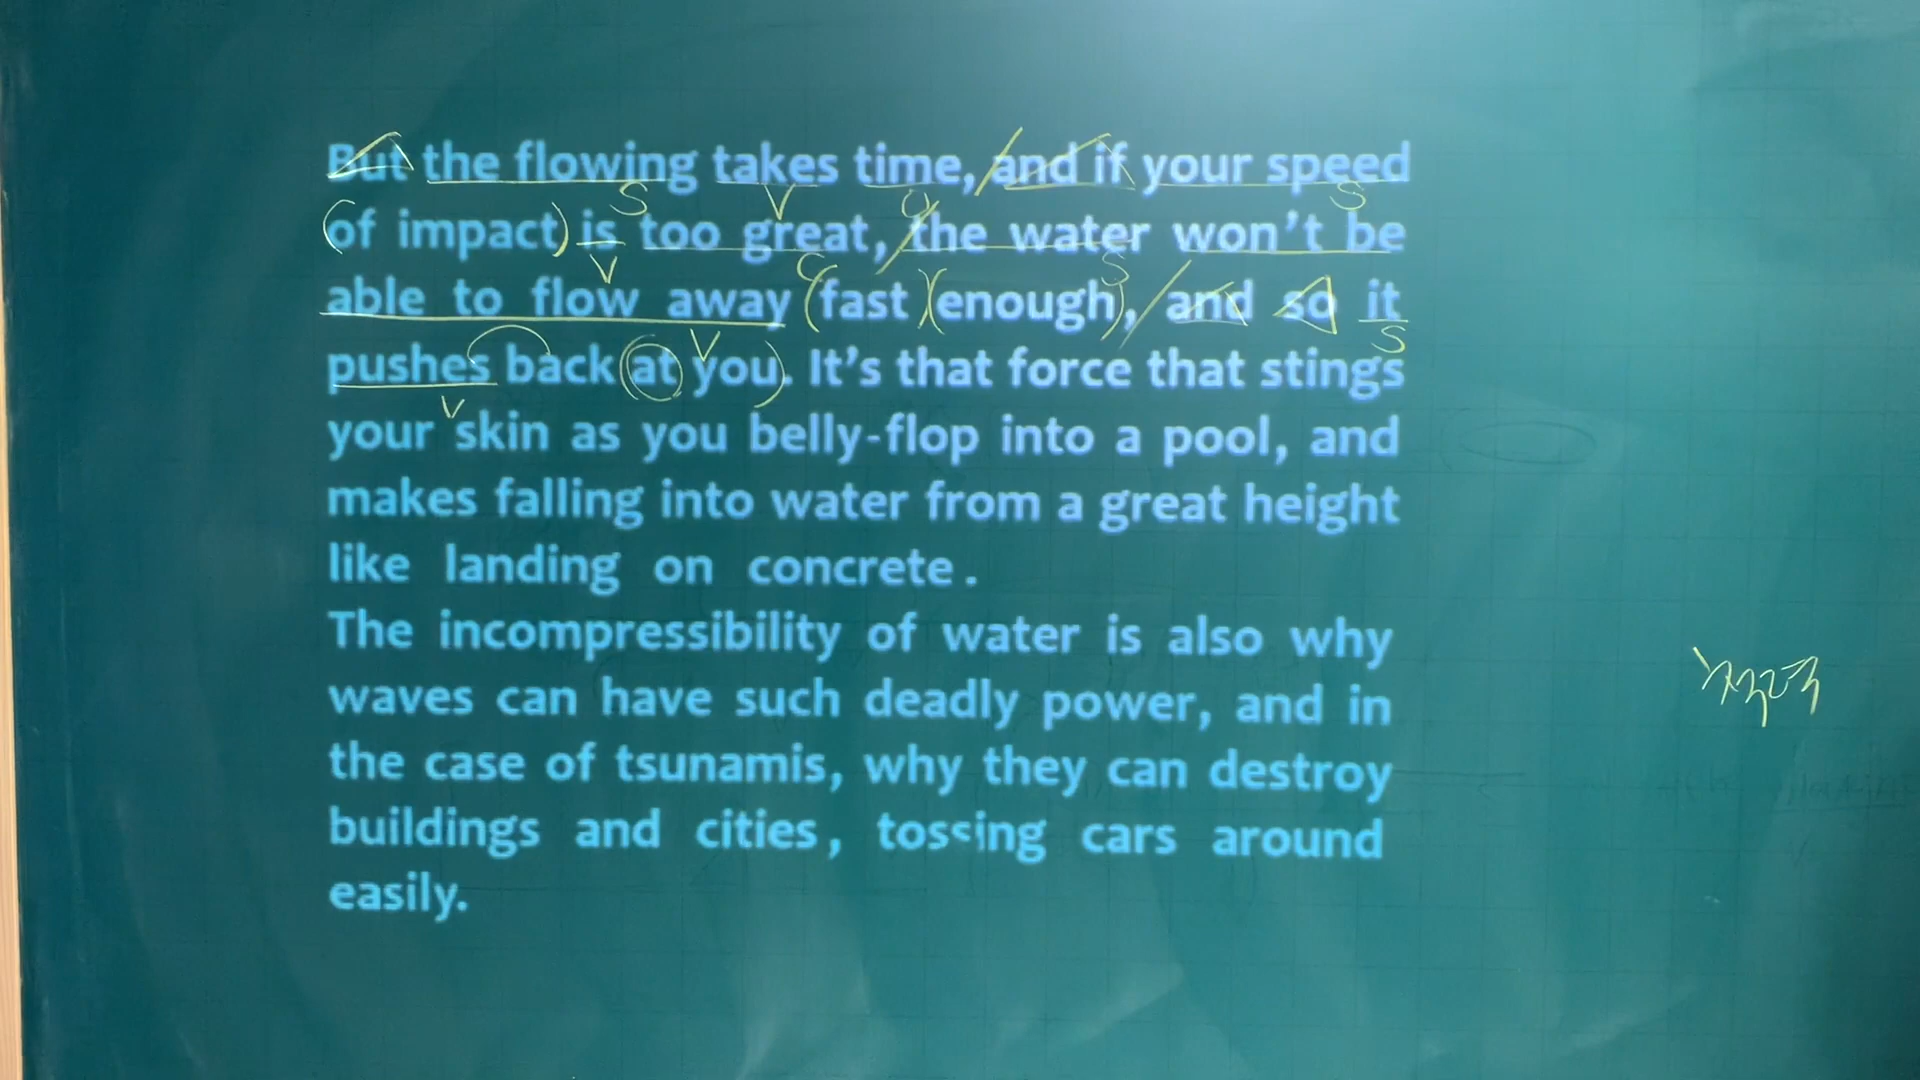 But the flowing takes time, and if your speed
of impact is too great, the water won't be
able to flow away (fast)(enough), and so it
pushes back (at you). It's that force that stings
your skin as you belly-flop into a pool, and
makes falling into water from a great height
like landing on concrete.
The incompressibility of water is also why
waves can have such deadly power, and in
the case of tsunamis, why they can destroy
buildings and cities, tossing cars around
easily.